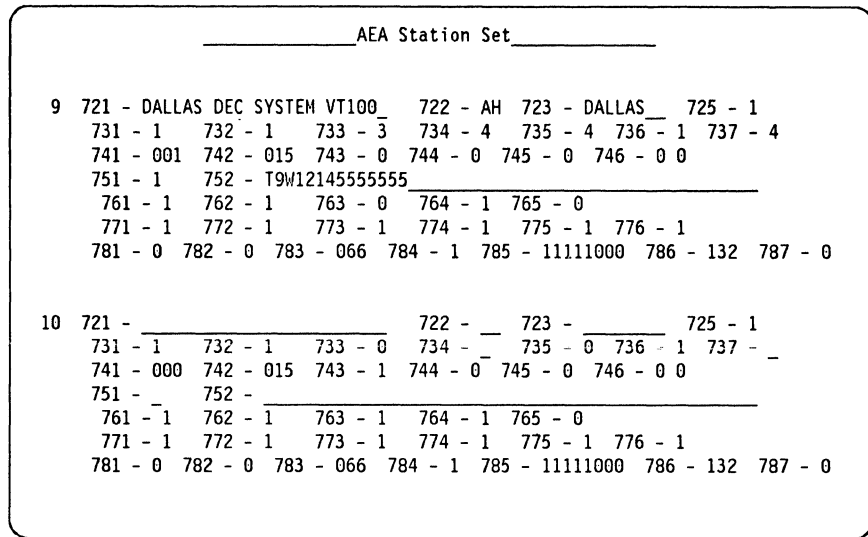 AEA Station Set
9 721 - DALLAS DEC SYSTEM VT100_ 722 - AH 723 - DALLAS__ 725 - 1
731 - 1 732 - 1 733 - 3 734 - 4 735 - 4 736 - 1 737 - 4
741 - 001 742 - 015 743 - 0 744 - 0 745 - 0 746 - 0 0
751 - 1 752 - T9W12145555555
761 - 1 762 - 1 763 - 0 764 - 1 765 - 0
771 - 1 772 - 1 773 - 1 774 - 1 775 - 1 776 - 1
781 - 0 782 - 0 783 - 066 784 - 1 785 - 11111000 786 - 132 787 - 0
10 721 - ____ 722 - __ 723 - ____ 725 - 1
731 - 1 732 - 1 733 - 0 734 - _ 735 - 0 736 - 1 737 - _
741 - 000 742 - 015 743 - 1 744 - 0 745 - 0 746 - 0 0
751 - _ 752 - ____
761 - 1 762 - 1 763 - 1 764 - 1 765 - 0
771 - 1 772 - 1 773 - 1 774 - 1 775 - 1 776 - 1
781 - 0 782 - 0 783 - 066 784 - 1 785 - 11111000 786 - 132 787 - 0